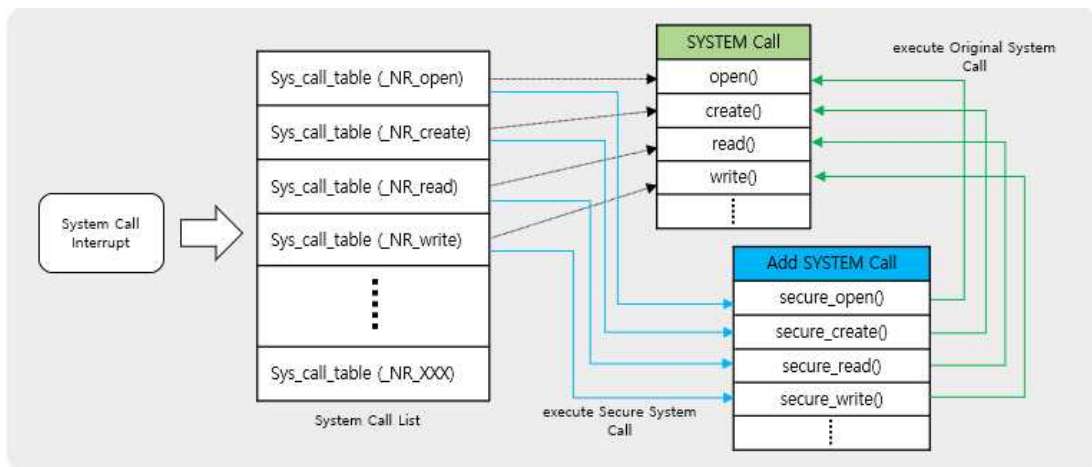 System Call
Interrupt
Sys_call_table (_NR_open)
Sys_call_table (_NR_create)
Sys_call_table (_NR_read)
Sys_call_table (_NR_write)
Sys_call_table (_NR_XXX)
System Call List
SYSTEM Call
open()
create()
read()
write()
execute Original System
Call
Add SYSTEM Call
secure_open()
secure_create()
secure_read()
secure_write()
execute Secure System
Call